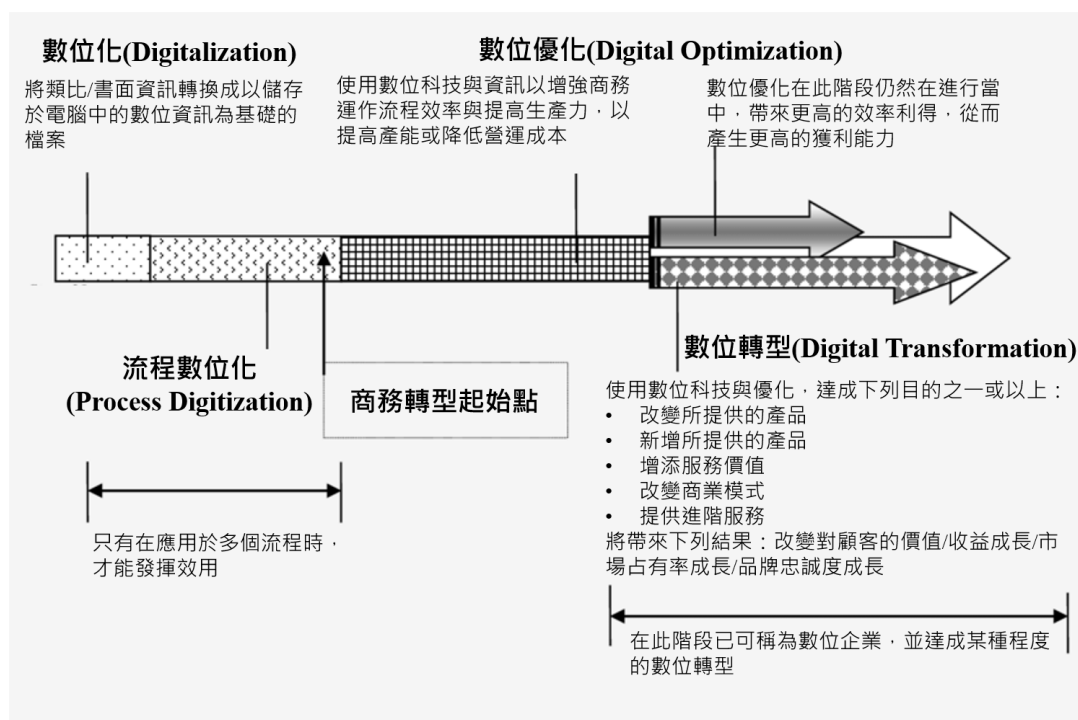 數位化(Digitalization)
將類比/書面資訊轉換成以儲存
於電腦中的數位資訊為基礎的
檔案
數位優化(Digital Optimization)
使用數位科技與資訊以增強商務
運作流程效率與提高生產力，以
提高產能或降低營運成本
數位優化在此階段仍然在進行當
中，帶來更高的效率利得，從而
產生更高的獲利能力
流程數位化
(Process Digitization)
商務轉型起始點
只有在應用於多個流程時，
才能發揮效用
數位轉型(Digital Transformation)
使用數位科技與優化，達成下列目的之一或以上：
• 改變所提供的產品
• 新增所提供的產品
• 增添服務價值
• 改變商業模式
• 提供進階服務
將帶來下列結果：改變對顧客的價值/收益成長/市
場占有率成長/品牌忠誠度成長
在此階段已可稱為數位企業，並達成某種程度
的數位轉型